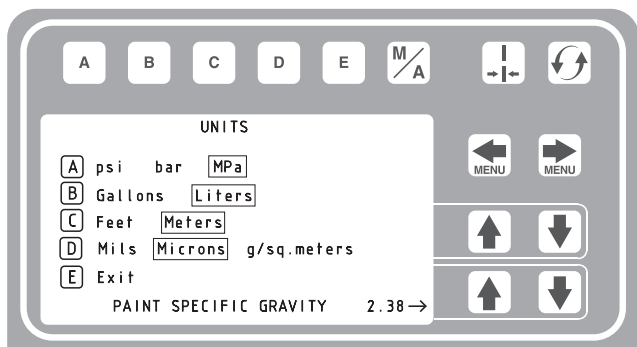 A B C D E M/A
UNITS
A psi bar MPa
B Gallons Liters
C Feet Meters
D Mils Microns g/sq.meters
E Exit
PAINT SPECIFIC GRAVITY 2.38→
MENU MENU